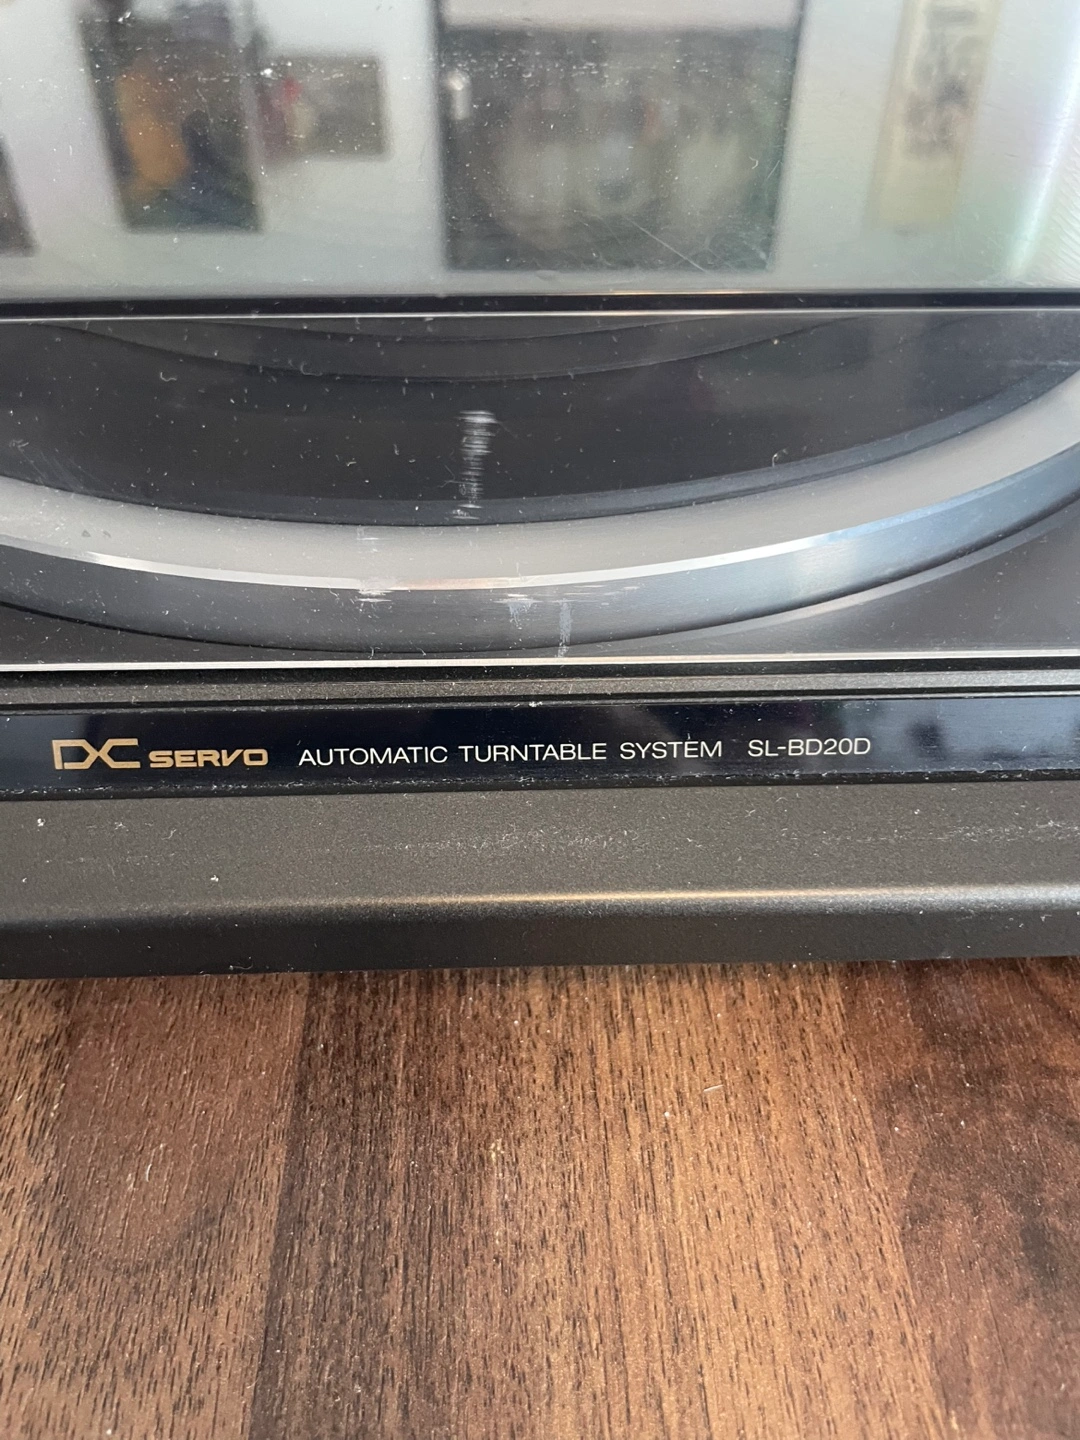 DC SERVO AUTOMATIC TURNTABLE SYSTEM SL-BD20D